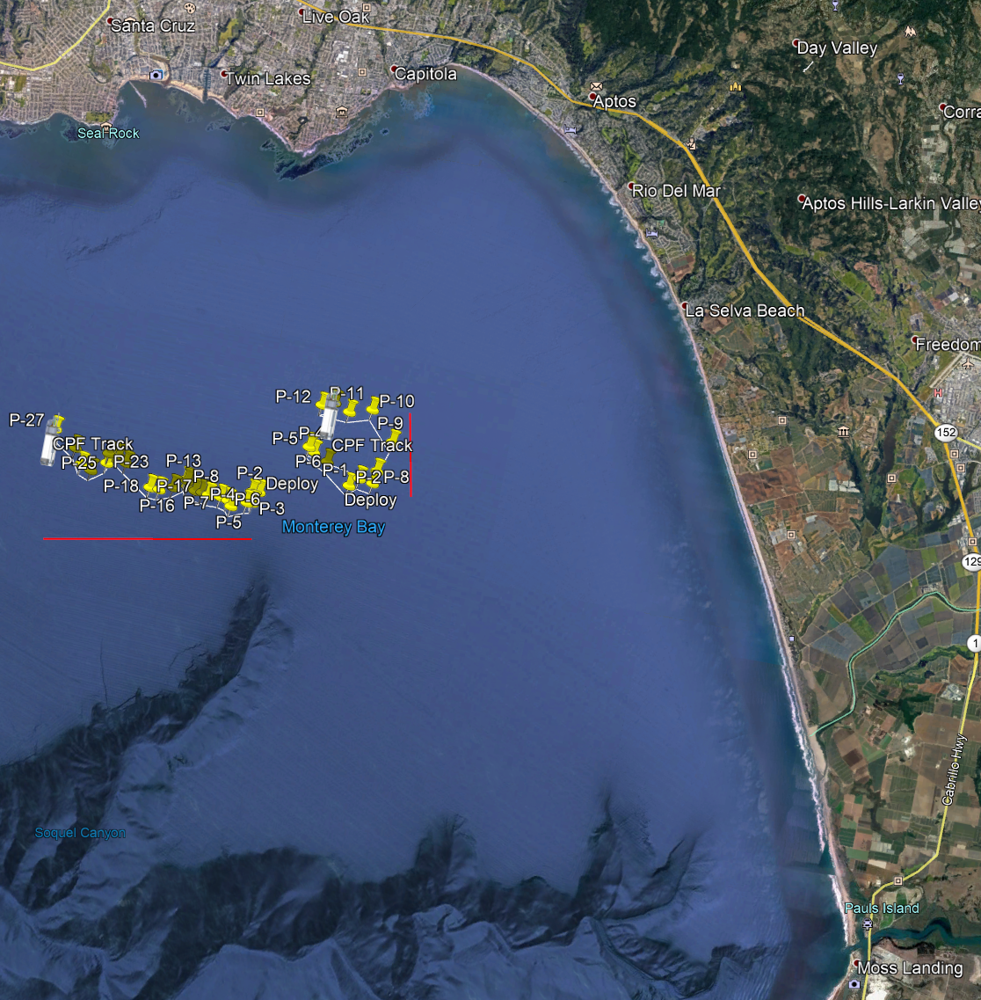 Live Oak
Santa Cruz
Day Valley
Twin Lakes
Capitola
Aptos
Corra
Seal Rock
Rio Del Mar
Aptos Hills-Larkin Valley
La Selva Beach
Freedom
P-12
P-11
P-10
P-27
P-9
152
CPF Track
P-5
P-4
CPF Track
P-25
P-23
P-13
P-6
P-1
P-2
P-8
P-18
P-17
P-8
P-2
Deploy
P-16
P-7
P-4
P-6
P-3
Deploy
P-5
Monterey Bay
129
1
Cabrillo Hwy
Soquel Canyon
Pauls Island
Moss Landing